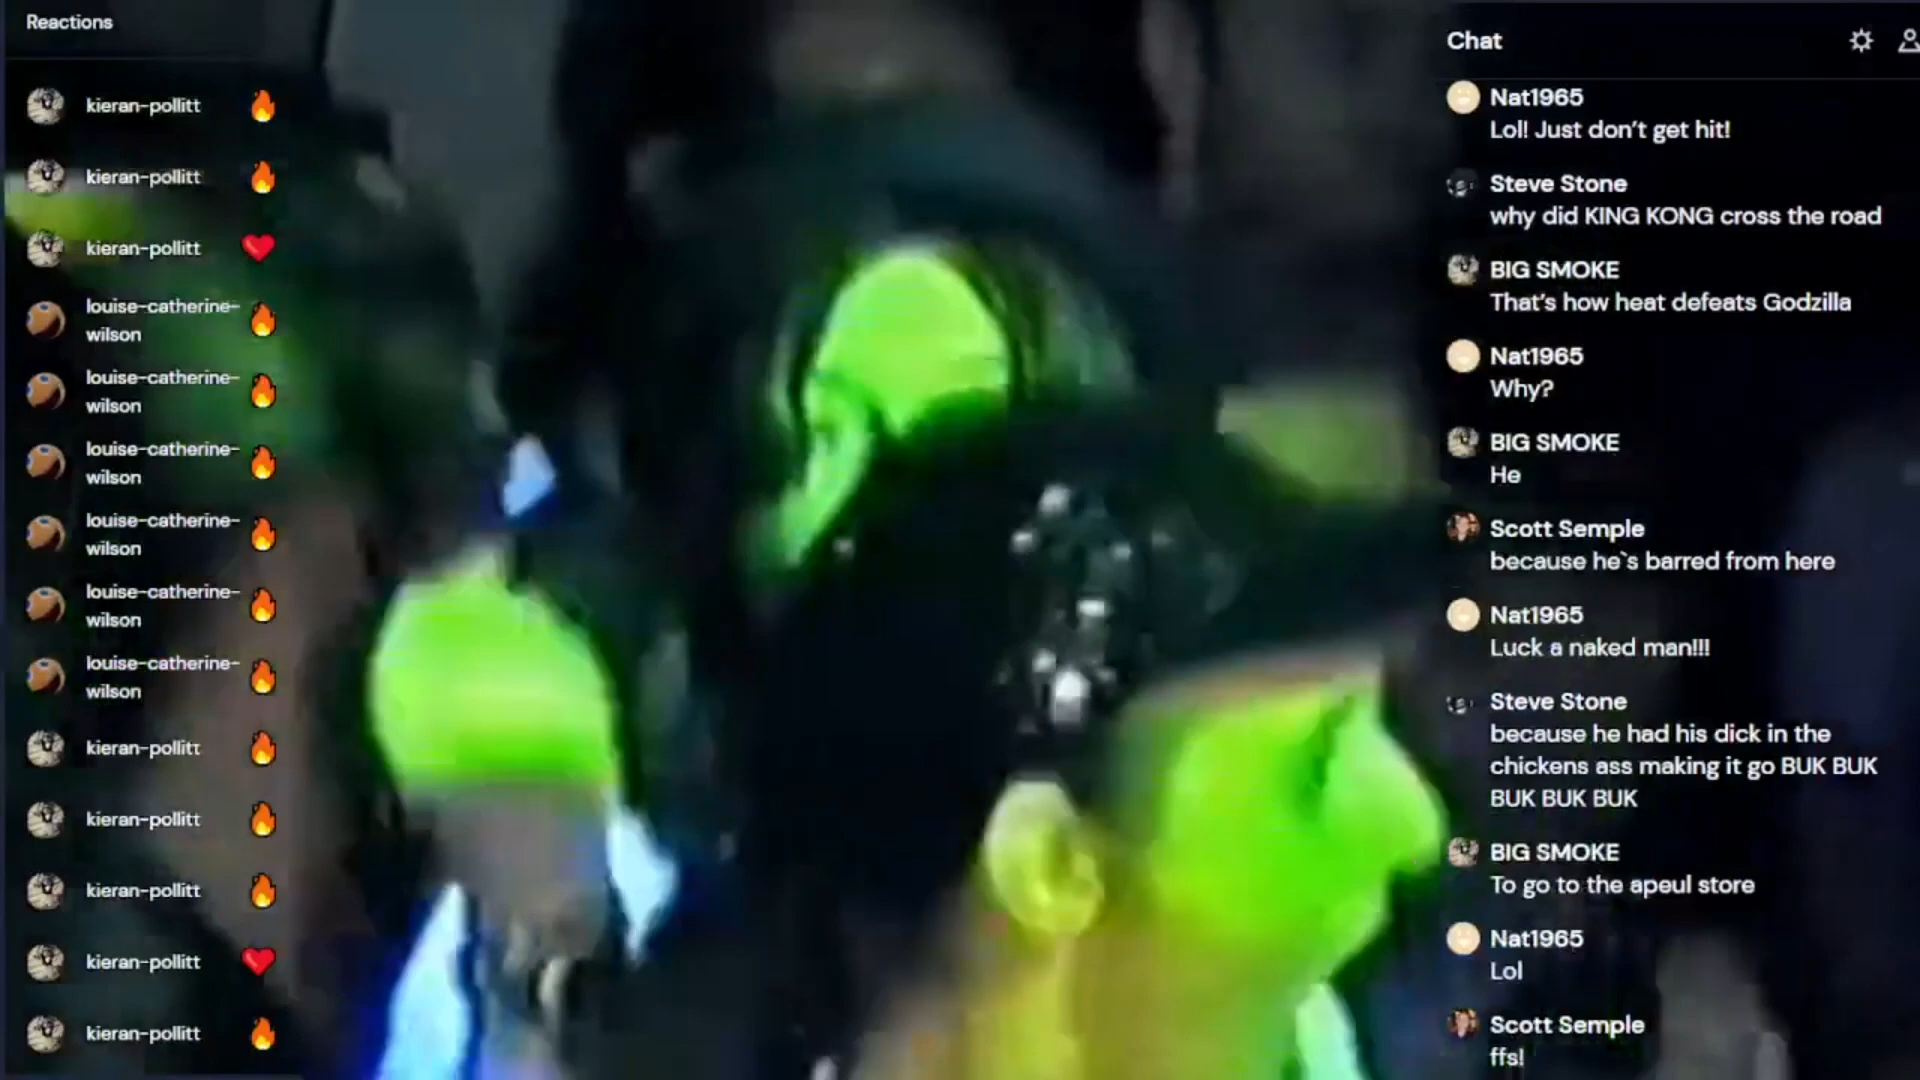 Reactions
kieran-pollitt
kieran-pollitt
kieran-pollitt
louise-catherine-
wilson
louise-catherine-
wilson
louise-catherine-
wilson
louise-catherine-
wilson
louise-catherine-
wilson
louise-catherine-
wilson
kieran-pollitt
kieran-pollitt
kieran-pollitt
kieran-pollitt
kieran-pollitt
Chat
Nat1965
Lol! Just don't get hit!
Steve Stone
why did KING KONG cross the road
BIG SMOKE
That's how heat defeats Godzilla
Nat1965
Why?
BIG SMOKE
He
Scott Semple
because he`s barred from here
Nat1965
Luck a naked man!!!
Steve Stone
because he had his dick in the
chickens ass making it go BUK BUK
BUK BUK BUK
BIG SMOKE
To go to the apeul store
Nat1965
Lol
Scott Semple
ffs!